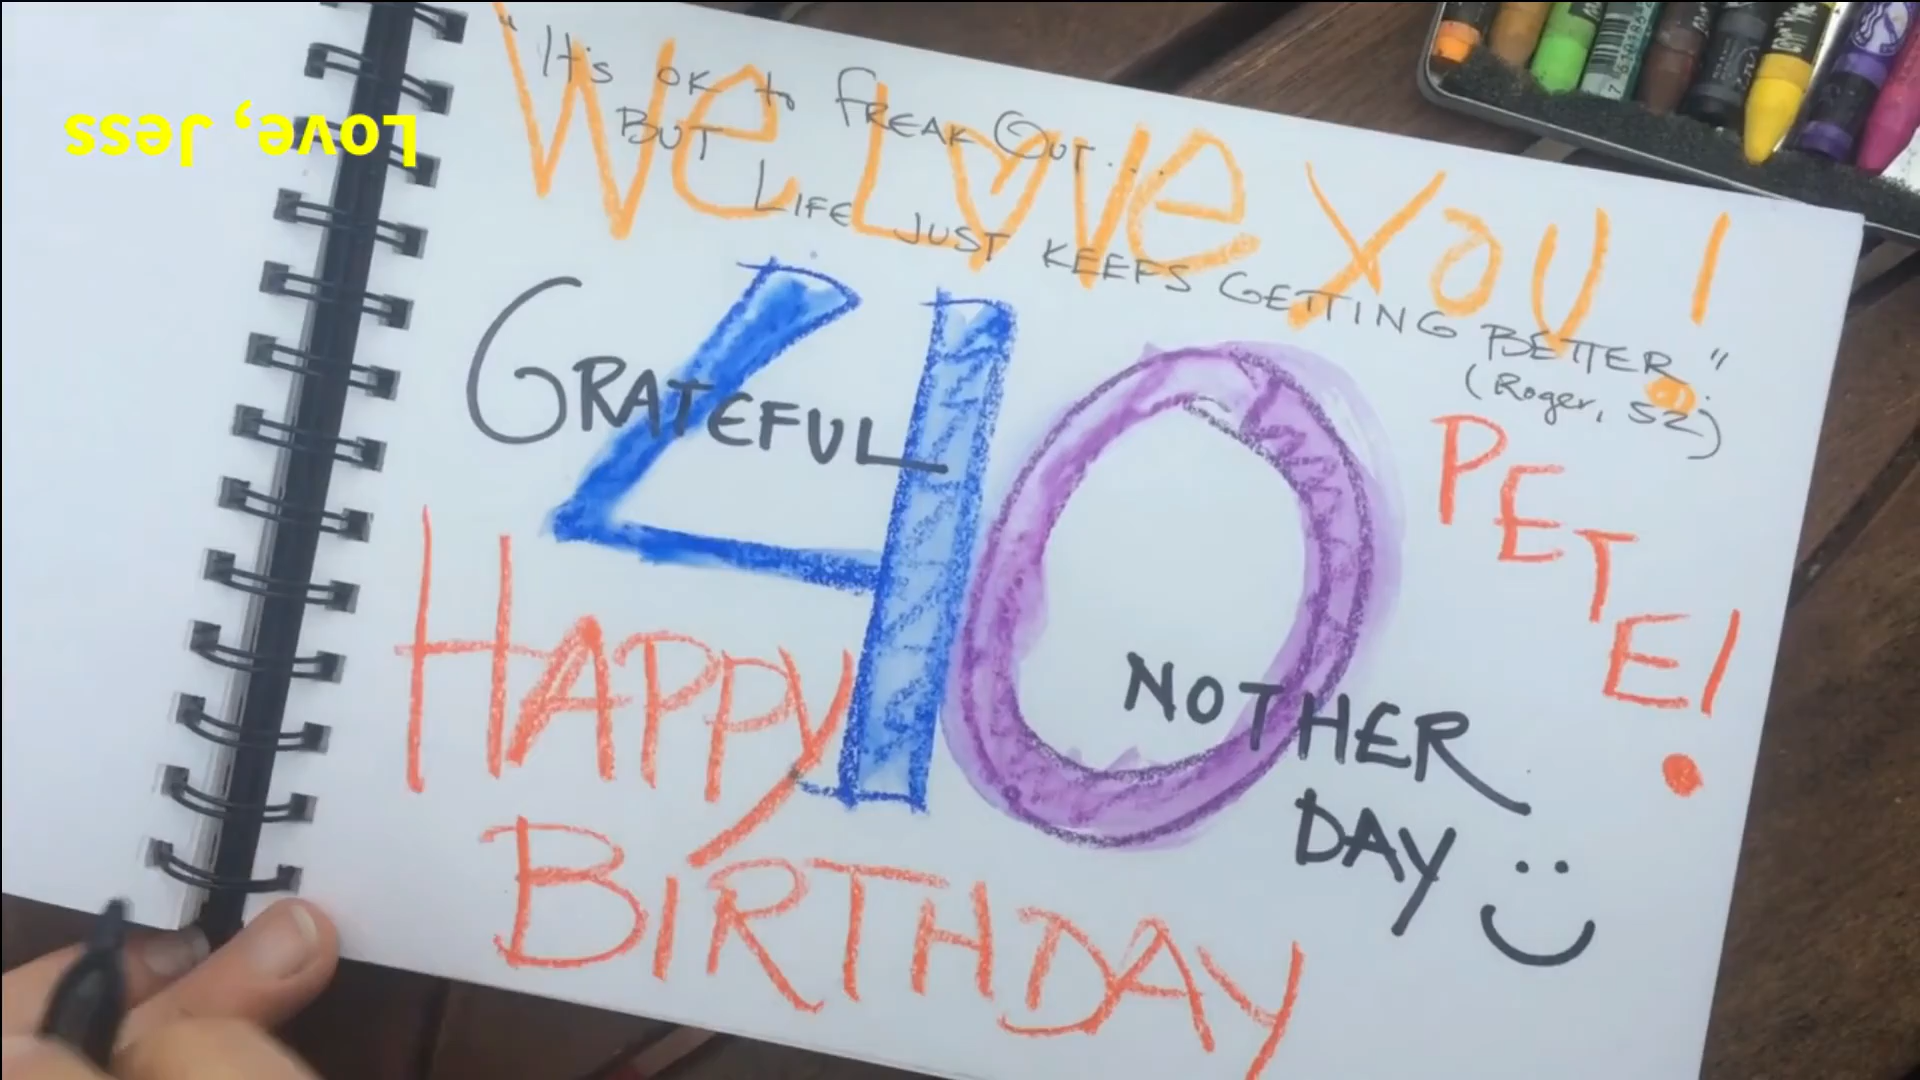 "It's OK to FREAK OUT...
BUT
LIFE JUST KEEPS GETTING BETTER"
(Roger, 52)
We Love You!
Love, Jess
GRATEFUL
40
PETE!
HAPPY
BIRTHDAY
NOTHER
DAY